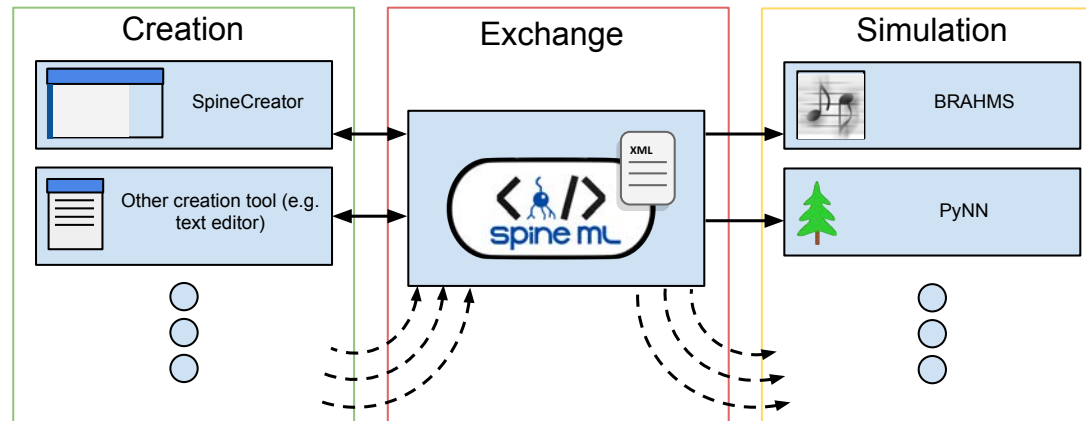 Creation
Exchange
Simulation
SpineCreator
Other creation tool (e.g.
text editor)
XML
</>
spine ml
BRAHMS
PyNN